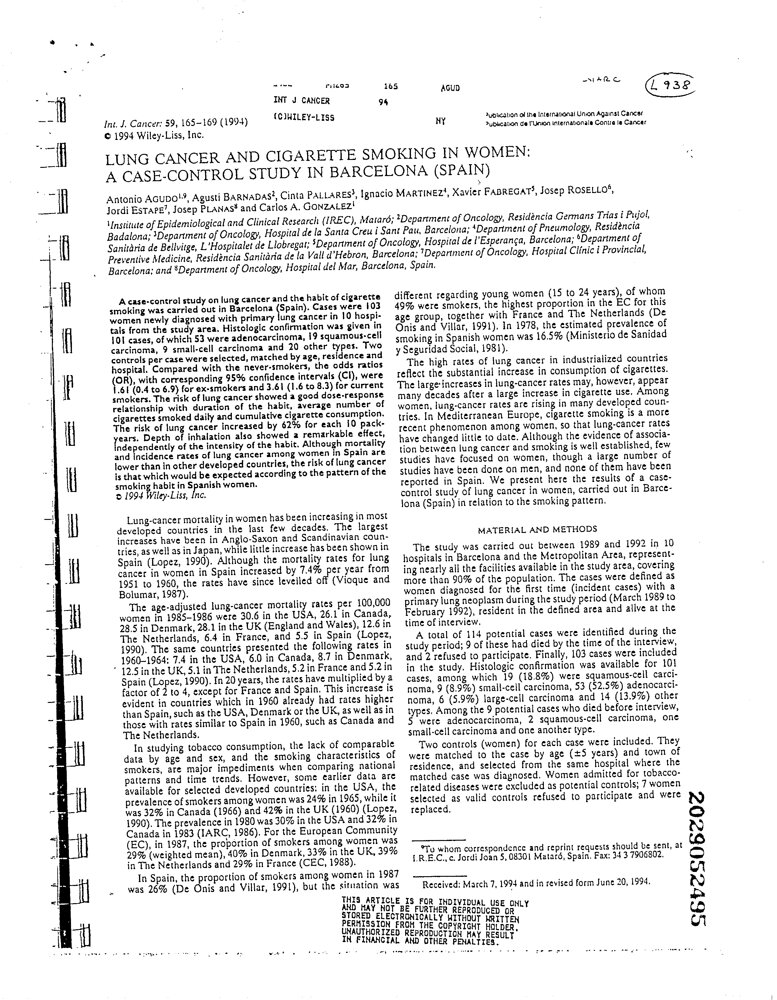 L 938
165
AGUD
INT J CANCER
94
(C)WILEY-LISS
NY
Publication of the International Union Against Cancer
Publication de l'Union Internationale Contre le Cancer
Int. J. Cancer: 59, 165–169 (1994)
© 1994 Wiley-Liss, Inc.
LUNG CANCER AND CIGARETTE SMOKING IN WOMEN:
A CASE-CONTROL STUDY IN BARCELONA (SPAIN)
Antonio AGUDO1,9, Agusti BARNADAS2, Cinta PALLARES3, Ignacio MARTINEZ4, Xavier FABREGAT5, Josep ROSELLO6,
Jordi ESTAPE7, Josep PLANAS8 and Carlos A. GONZALEZ1
1Institute of Epidemiological and Clinical Research (IREC), Mataró; 2Department of Oncology, Residència Germans Trias i Pujol,
Badalona; 3Department of Oncology, Hospital de la Santa Creu i Sant Pau, Barcelona; 4Department of Pneumology, Residència
Sanitària de Bellvitge, L'Hospitalet de Llobregat; 5Department of Oncology, Hospital de l'Esperança, Barcelona; 6Department of
Preventive Medicine, Residència Sanitària de la Vall d'Hebron, Barcelona; 7Department of Oncology, Hospital Clínic i Provincial,
Barcelona; and 8Department of Oncology, Hospital del Mar, Barcelona, Spain.
A case-control study on lung cancer and the habit of cigarette
smoking was carried out in Barcelona (Spain). Cases were 103
women newly diagnosed with primary lung cancer in 10 hospi-
tals from the study area. Histologic confirmation was given in
101 cases, of which 53 were adenocarcinoma, 19 squamous-cell
carcinoma, 9 small-cell carcinoma and 20 other types. Two
controls per case were selected, matched by age, residence and
hospital. Compared with the never-smokers, the odds ratios
(OR), with corresponding 95% confidence intervals (CI), were
1.61 (0.4 to 6.9) for ex-smokers and 3.61 (1.6 to 8.3) for current
smokers. The risk of lung cancer showed a good dose-response
relationship with duration of the habit, average number of
cigarettes smoked daily and cumulative cigarette consumption.
The risk of lung cancer increased by 62% for each 10 pack-
years. Depth of inhalation also showed a remarkable effect,
independently of the intensity of the habit. Although mortality
and incidence rates of lung cancer among women in Spain are
lower than in other developed countries, the risk of lung cancer
is that which would be expected according to the pattern of the
smoking habit in Spanish women.
© 1994 Wiley-Liss, Inc.
Lung-cancer mortality in women has been increasing in most
developed countries in the last few decades. The largest
increases have been in Anglo-Saxon and Scandinavian coun-
tries, as well as in Japan, while little increase has been shown in
Spain (Lopez, 1990). Although the mortality rates for lung
cancer in women in Spain increased by 7.4% per year from
1951 to 1960, the rates have since levelled off (Vioque and
Bolumar, 1987).
The age-adjusted lung-cancer mortality rates per 100,000
women in 1985–1986 were 30.6 in the USA, 26.1 in Canada,
28.5 in Denmark, 28.1 in the UK (England and Wales), 12.6 in
The Netherlands, 6.4 in France, and 5.5 in Spain (Lopez,
1990). The same countries presented the following rates in
1960–1964: 7.4 in the USA, 6.0 in Canada, 8.7 in Denmark,
12.5 in the UK, 5.1 in The Netherlands, 5.2 in France and 5.2 in
Spain (Lopez, 1990). In 20 years, the rates have multiplied by a
factor of 2 to 4, except for France and Spain. This increase is
evident in countries which in 1960 already had rates higher
than Spain, such as the USA, Denmark or the UK, as well as in
those with rates similar to Spain in 1960, such as Canada and
The Netherlands.
In studying tobacco consumption, the lack of comparable
data by age and sex, and the smoking characteristics of
smokers, are major impediments when comparing national
patterns and time trends. However, some earlier data are
available for selected developed countries: in the USA, the
prevalence of smokers among women was 24% in 1965, while it
was 32% in Canada (1966) and 42% in the UK (1960) (Lopez,
1990). The prevalence in 1980 was 30% in the USA and 32% in
Canada in 1983 (IARC, 1986). For the European Community
(EC), in 1987, the proportion of smokers among women was
29% (weighted mean), 40% in Denmark, 33% in the UK, 39%
in The Netherlands and 29% in France (CEC, 1988).
In Spain, the proportion of smokers among women in 1987
was 26% (De Onis and Villar, 1991), but the situation was
different regarding young women (15 to 24 years), of whom
49% were smokers, the highest proportion in the EC for this
age group, together with France and The Netherlands (De
Onis and Villar, 1991). In 1978, the estimated prevalence of
smoking in Spanish women was 16.5% (Ministerio de Sanidad
y Seguridad Social, 1981).
The high rates of lung cancer in industrialized countries
reflect the substantial increase in consumption of cigarettes.
The large increases in lung-cancer rates may, however, appear
many decades after a large increase in cigarette use. Among
women, lung-cancer rates are rising in many developed coun-
tries. In Mediterranean Europe, cigarette smoking is a more
recent phenomenon among women, so that lung-cancer rates
have changed little to date. Although the evidence of associa-
tion between lung cancer and smoking is well established, few
studies have focused on women, though a large number of
studies have been done on men, and none of them have been
reported in Spain. We present here the results of a case-
control study of lung cancer in women, carried out in Barce-
lona (Spain) in relation to the smoking pattern.
MATERIAL AND METHODS
The study was carried out between 1989 and 1992 in 10
hospitals in Barcelona and the Metropolitan Area, represent-
ing nearly all the facilities available in the study area, covering
more than 90% of the population. The cases were defined as
women diagnosed for the first time (incident cases) with a
primary lung neoplasm during the study period (March 1989 to
February 1992), resident in the defined area and alive at the
time of interview.
A total of 114 potential cases were identified during the
study period; 9 of these had died by the time of the interview,
and 2 refused to participate. Finally, 103 cases were included
in the study. Histologic confirmation was available for 101
cases, among which 19 (18.8%) were squamous-cell carci-
noma, 9 (8.9%) small-cell carcinoma, 53 (52.5%) adenocarci-
noma, 6 (5.9%) large-cell carcinoma and 14 (13.9%) other
types. Among the 9 potential cases who died before interview,
5 were adenocarcinoma, 2 squamous-cell carcinoma, one
small-cell carcinoma and one another type.
Two controls (women) for each case were included. They
were matched to the case by age (±5 years) and town of
residence, and selected from the same hospital where the
matched case was diagnosed. Women admitted for tobacco-
related diseases were excluded as potential controls; 7 women
selected as valid controls refused to participate and were
replaced.
9To whom correspondence and reprint requests should be sent, at
I.R.E.C., c. Jordi Joan 5, 08301 Mataró, Spain. Fax: 34 3 7906802.
Received: March 7, 1994 and in revised form June 20, 1994.
THIS ARTICLE IS FOR INDIVIDUAL USE ONLY
AND MAY NOT BE FURTHER REPRODUCED OR
STORED ELECTRONICALLY WITHOUT WRITTEN
PERMISSION FROM THE COPYRIGHT HOLDER.
UNAUTHORIZED REPRODUCTION MAY RESULT
IN FINANCIAL AND OTHER PENALTIES.
2029052495